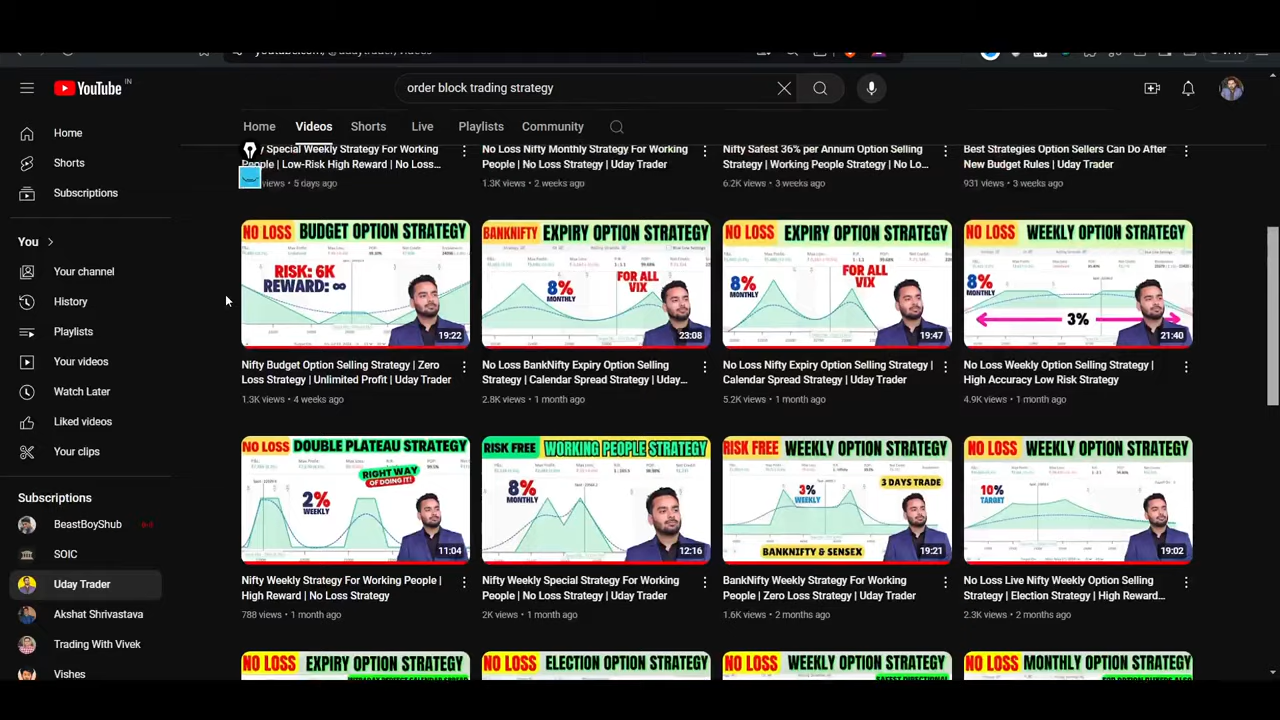 YouTube
IN
order block trading strategy
Home
Videos
Shorts
Live
Playlists
Community
Home
Shorts
Subscriptions
You
Your channel
History
Playlists
Your videos
Watch Later
Liked videos
Your clips
Subscriptions
BeastBoyShub
SOIC
Uday Trader
Akshat Shrivastava
Trading With Vivek
Vishes
Special Weekly Strategy For Working
People | Low-Risk High Reward | No Loss...
views • 5 days ago
No Loss Nifty Monthly Strategy For Working
People | No Loss Strategy | Uday Trader
1.3K views • 2 weeks ago
Nifty Safest 36% per Annum Option Selling
Strategy | Working People Strategy | No Lo...
6.2K views • 3 weeks ago
Best Strategies Option Sellers Can Do After
New Budget Rules | Uday Trader
931 views • 3 weeks ago
NO LOSS BUDGET OPTION STRATEGY
RISK: 6K
REWARD: ∞
19:22
Nifty Budget Option Selling Strategy | Zero
Loss Strategy | Unlimited Profit | Uday Trader
1.3K views • 4 weeks ago
BANKNIFTY EXPIRY OPTION STRATEGY
8%
MONTHLY
FOR ALL
VIX
23:08
No Loss BankNifty Expiry Option Selling
Strategy | Calendar Spread Strategy | Uday...
2.8K views • 1 month ago
NO LOSS EXPIRY OPTION STRATEGY
8%
MONTHLY
FOR ALL
VIX
19:47
No Loss Nifty Expiry Option Selling Strategy |
Calendar Spread Strategy | Uday Trader
5.2K views • 1 month ago
NO LOSS WEEKLY OPTION STRATEGY
8%
MONTHLY
3%
21:40
No Loss Weekly Option Selling Strategy |
High Accuracy Low Risk Strategy
4.9K views • 1 month ago
NO LOSS DOUBLE PLATEAU STRATEGY
RIGHT WAY
OF DOING IT!
2%
WEEKLY
11:04
Nifty Weekly Strategy For Working People |
High Reward | No Loss Strategy
788 views • 1 month ago
RISK FREE WORKING PEOPLE STRATEGY
8%
MONTHLY
12:16
Nifty Weekly Special Strategy For Working
People | No Loss Strategy | Uday Trader
2K views • 1 month ago
RISK FREE WEEKLY OPTION STRATEGY
3%
WEEKLY
3 DAYS TRADE
BANKNIFTY & SENSEX
19:21
BankNifty Weekly Strategy For Working
People | Zero Loss Strategy | Uday Trader
1.6K views • 2 months ago
NO LOSS WEEKLY OPTION STRATEGY
10%
TARGET
19:02
No Loss Live Nifty Weekly Option Selling
Strategy | Election Strategy | High Reward...
2.3K views • 2 months ago
NO LOSS EXPIRY OPTION STRATEGY
NO LOSS ELECTION OPTION STRATEGY
NO LOSS WEEKLY OPTION STRATEGY
NO LOSS MONTHLY OPTION STRATEGY